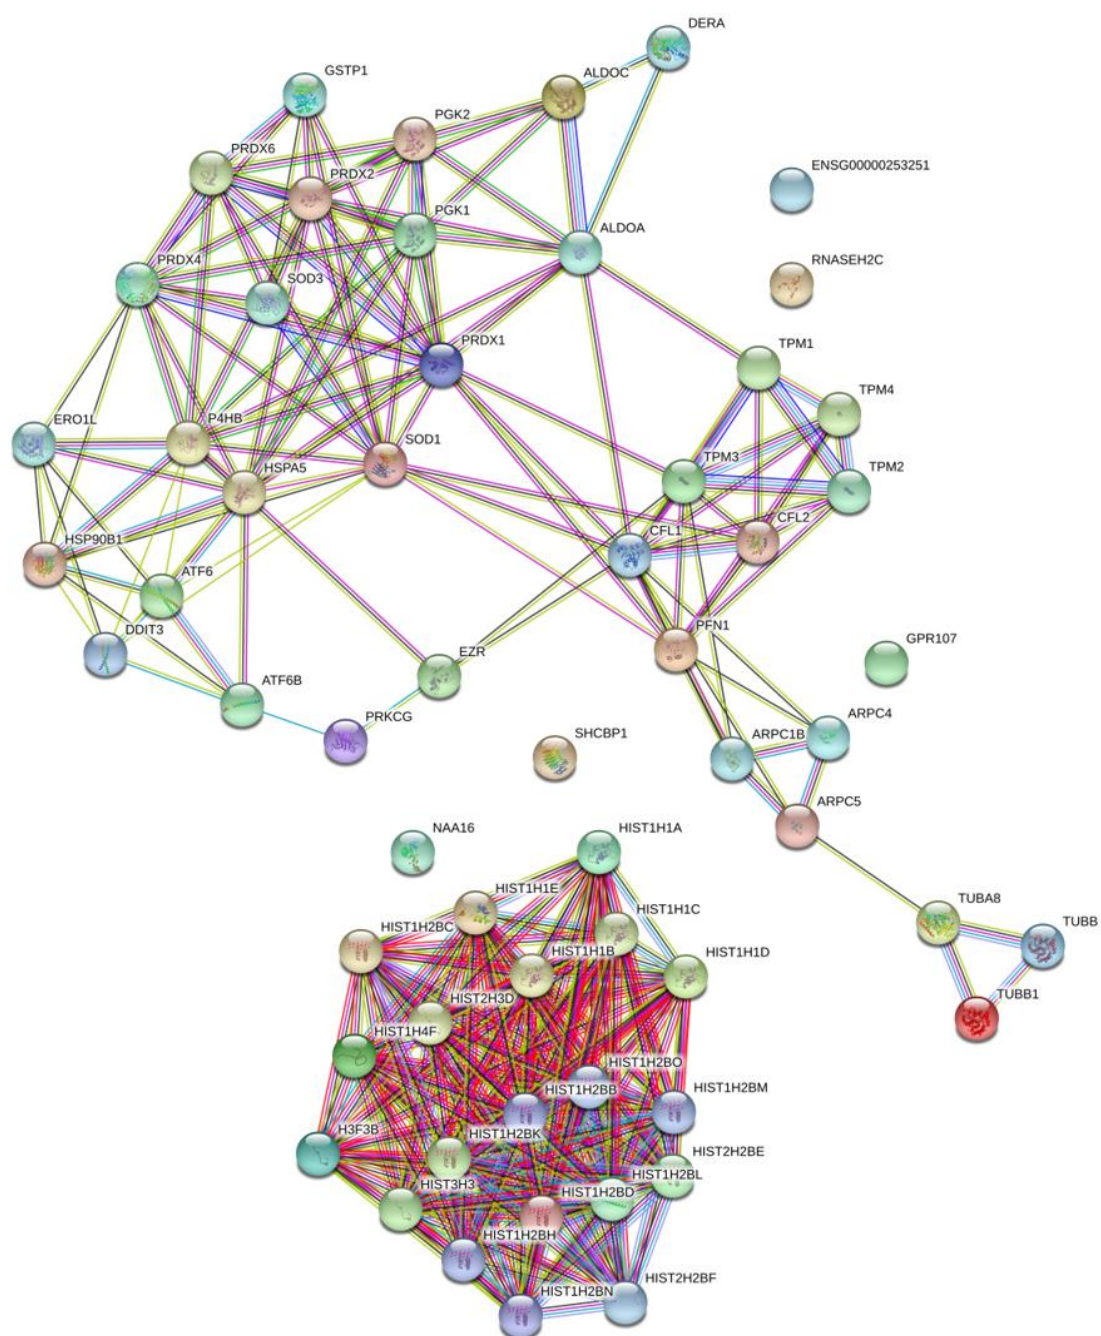 DERA
GSTP1
ALDOC
PGK2
PRDX6
PRDX2
ENSG00000253251
PGK1
ALDOA
PRDX4
SOD3
RNASEH2C
PRDX1
TPM1
TPM4
ERO1L
P4HB
SOD1
TPM3
TPM2
HSPA5
CFL2
CFL1
HSP90B1
ATF6
DDIT3
PFN1
EZR
GPR107
ATF6B
PRKCG
ARPC4
SHCBP1
ARPC1B
ARPC5
NAA16
HIST1H1A
HIST1H1E
TUBA8
HIST1H1C
TUBB
HIST1H2BC
HIST1H1B
HIST1H1D
TUBB1
HIST2H3D
HIST1H4F
HIST1H2BO
HIST1H2BB
HIST1H2BM
H3F3B
HIST1H2BK
HIST2H2BE
HIST1H2BL
HIST3H3
HIST1H2BD
HIST1H2BH
HIST2H2BF
HIST1H2BN